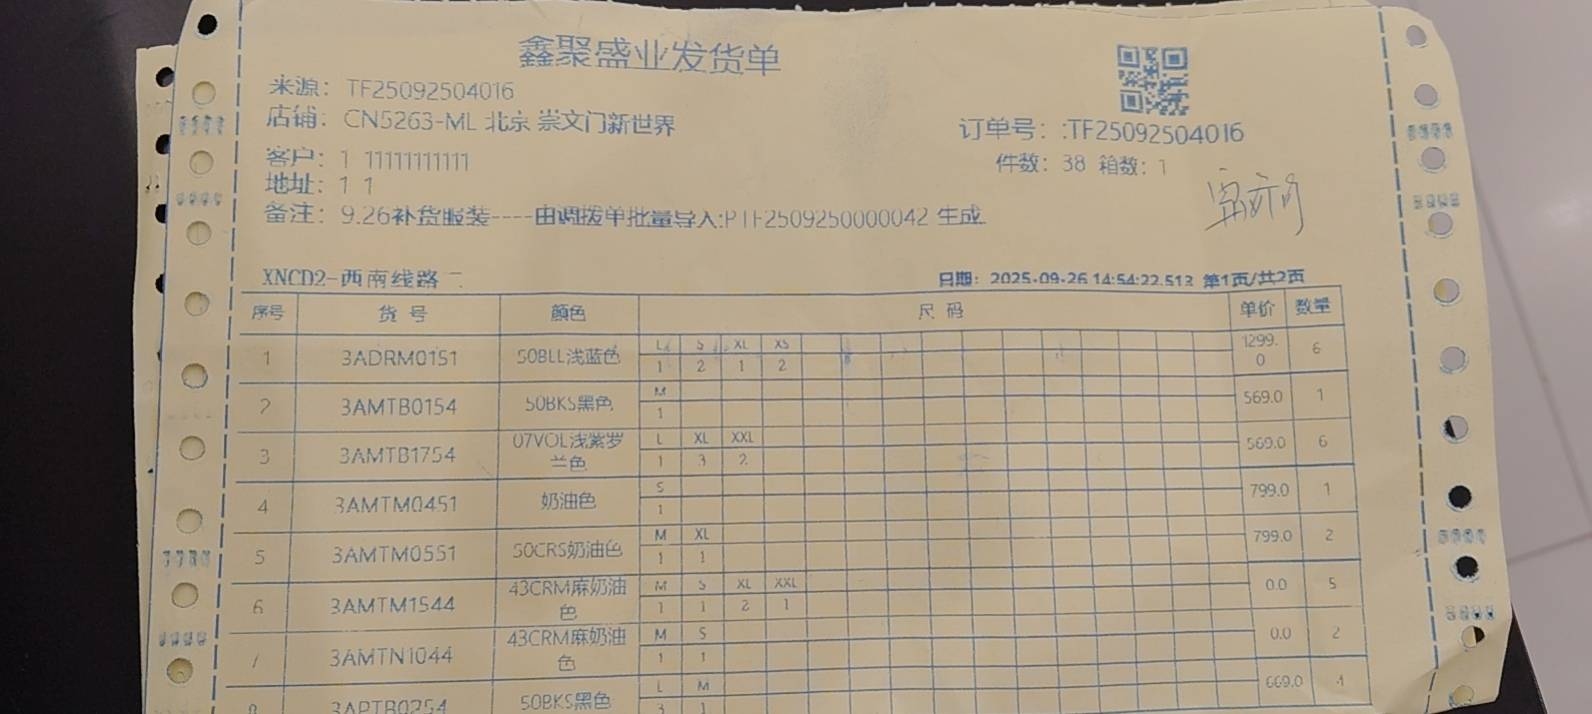 鑫聚盛业发货单
来源：TF25092504016
店铺：CN5263-ML 北京 崇文门新世界
订单号：:TF25092504016
客户：1 11111111111
件数：38 箱数：1
地址：1 1
备注：9.26补货服装----由调拨单批量导入:PTF2509250000042 生成
XNCD2-西南线路二
日期：2025-09-26 14:54:22.513 第1页/共2页
序号 货号 颜色 尺码 单价 数量
L S XL XS
1 3ADRM0151 50BLL浅蓝色 1299.0 6
1 2 1 2
M
2 3AMTB0154 50BKS黑色 569.0 1
1
L XL XXL
3 3AMTB1754 07VOL浅紫罗兰色 569.0 6
1 3 2
S
4 3AMTM0451 奶油色 799.0 1
1
M XL
5 3AMTM0551 50CRS奶油色 799.0 2
1 1
M S XL XXL
6 3AMTM1544 43CRM麻奶油色 0.0 5
1 1 2 1
M S
7 3AMTN1044 43CRM麻奶油色 0.0 2
1 1
L M
8 3APTB0254 50BKS黑色 669.0 4
3 1